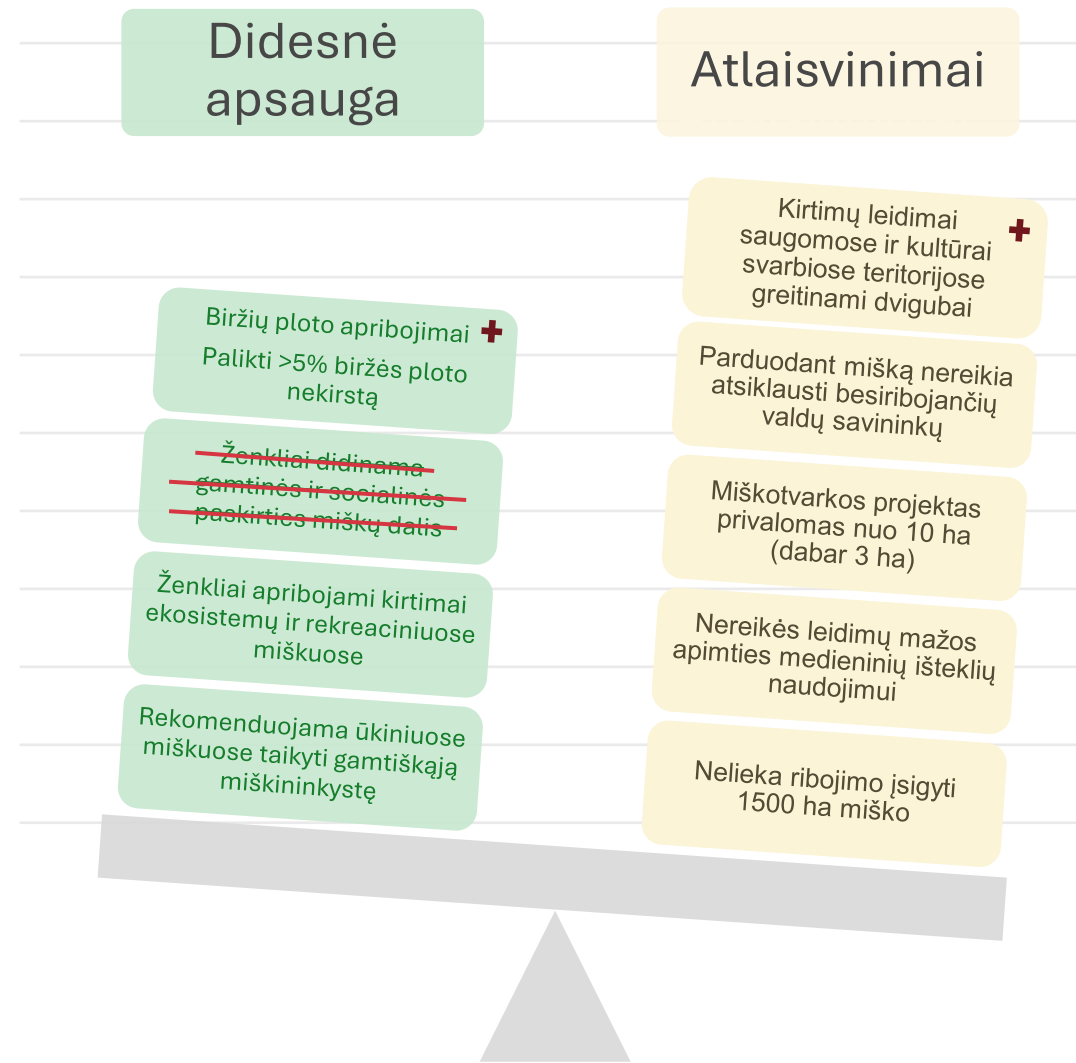 Didesnė
apsauga
Biržių ploto apribojimai
Palikti >5% biržės ploto
nekirstą
Ženkliai didinama
gamtinės ir socialinės
paskirties miškų dalis
Ženkliai apribojami kirtimai
ekosistemų ir rekreaciniuose
miškuose
Rekomenduojama ūkiniuose
miškuose taikyti gamtiškąją
miškininkystę
Atlaisvinimai
Kirtimų leidimai
saugomose ir kultūrai
svarbiose teritorijose
greitinami dvigubai
Parduodant mišką nereikia
atsiklausti besiribojančių
valdų savininkų
Miškotvarkos projektas
privalomas nuo 10 ha
(dabar 3 ha)
Nereikės leidimų mažos
apimties medieninių išteklių
naudojimui
Nelieka ribojimo įsigyti
1500 ha miško